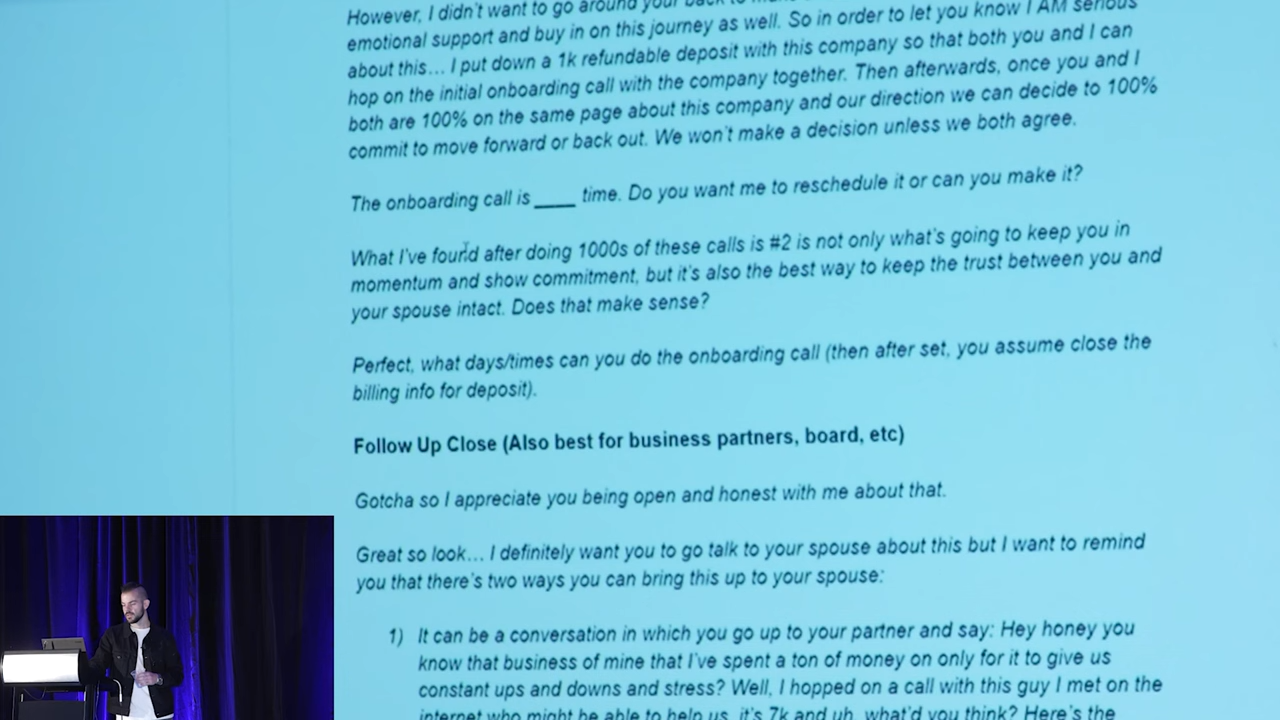 However, I didn't want to go around your back to make
emotional support and buy in on this journey as well. So in order to let you know I AM serious
about this... I put down a 1k refundable deposit with this company so that both you and I can
hop on the initial onboarding call with the company together. Then afterwards, once you and I
both are 100% on the same page about this company and our direction we can decide to 100%
commit to move forward or back out. We won't make a decision unless we both agree.
The onboarding call is ____ time. Do you want me to reschedule it or can you make it?
What I've found after doing 1000s of these calls is #2 is not only what's going to keep you in
momentum and show commitment, but it's also the best way to keep the trust between you and
your spouse intact. Does that make sense?
Perfect, what days/times can you do the onboarding call (then after set, you assume close the
billing info for deposit).
Follow Up Close (Also best for business partners, board, etc)
Gotcha so I appreciate you being open and honest with me about that.
Great so look... I definitely want you to go talk to your spouse about this but I want to remind
you that there's two ways you can bring this up to your spouse:
1) It can be a conversation in which you go up to your partner and say: Hey honey you
know that business of mine that I've spent a ton of money on only for it to give us
constant ups and downs and stress? Well, I hopped on a call with this guy I met on the
internet who might be able to help us, it's 7k and uh, what'd you think? Here's the